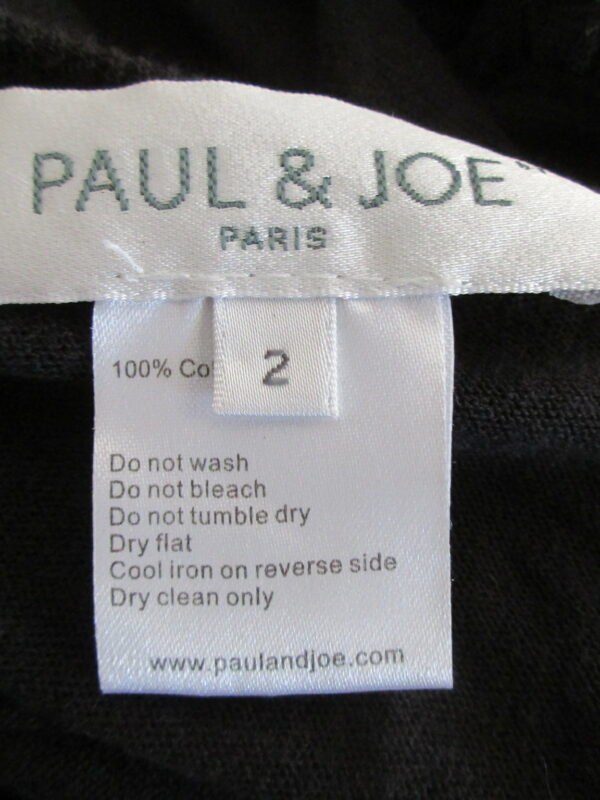 PAUL & JOE
PARIS
100% Co
2
Do not wash
Do not bleach
Do not tumble dry
Dry flat
Cool iron on reverse side
Dry clean only
www.paulandjoe.com